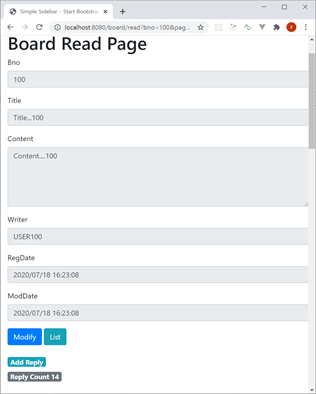 Simple Sidebar - Start Bootstra
localhost:8080/board/read?bno=100&pag...
Board Read Page
Bno
100
Title
Title...100
Content
Content....100
Writer
USER100
RegDate
2020/07/18 16:23:08
ModDate
2020/07/18 16:23:08
Modify List
Add Reply
Reply Count 14